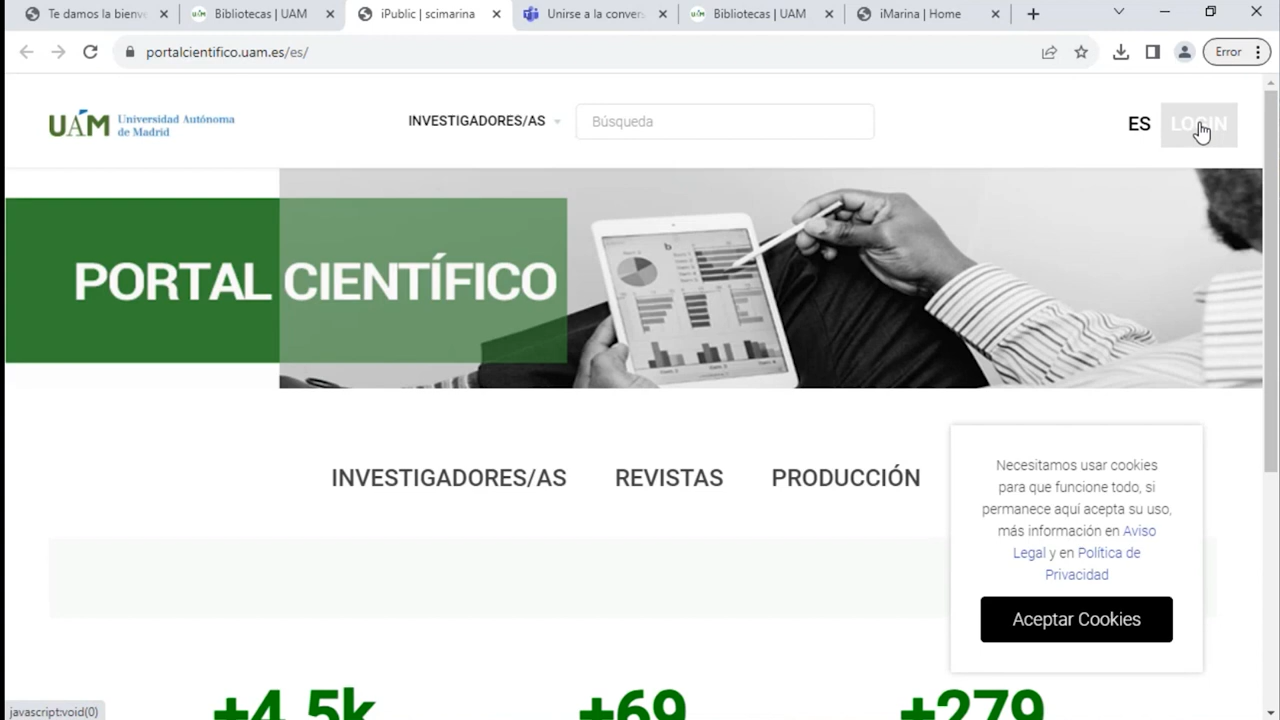 Te damos la bienve
Bibliotecas | UAM
iPublic | scimarina
Unirse a la conver
Bibliotecas | UAM
iMarina | Home
portalcientifico.uam.es/es/
Error
UAM Universidad Autónoma
de Madrid
INVESTIGADORES/AS
Búsqueda
ES
LOGIN
PORTAL CIENTÍFICO
INVESTIGADORES/AS
REVISTAS
PRODUCCIÓN
Necesitamos usar cookies
para que funcione todo, si
permanece aquí acepta su uso,
más información en Aviso
Legal y en Política de
Privacidad
Aceptar Cookies
+4.5k
+69
+279
javascript:void(0)